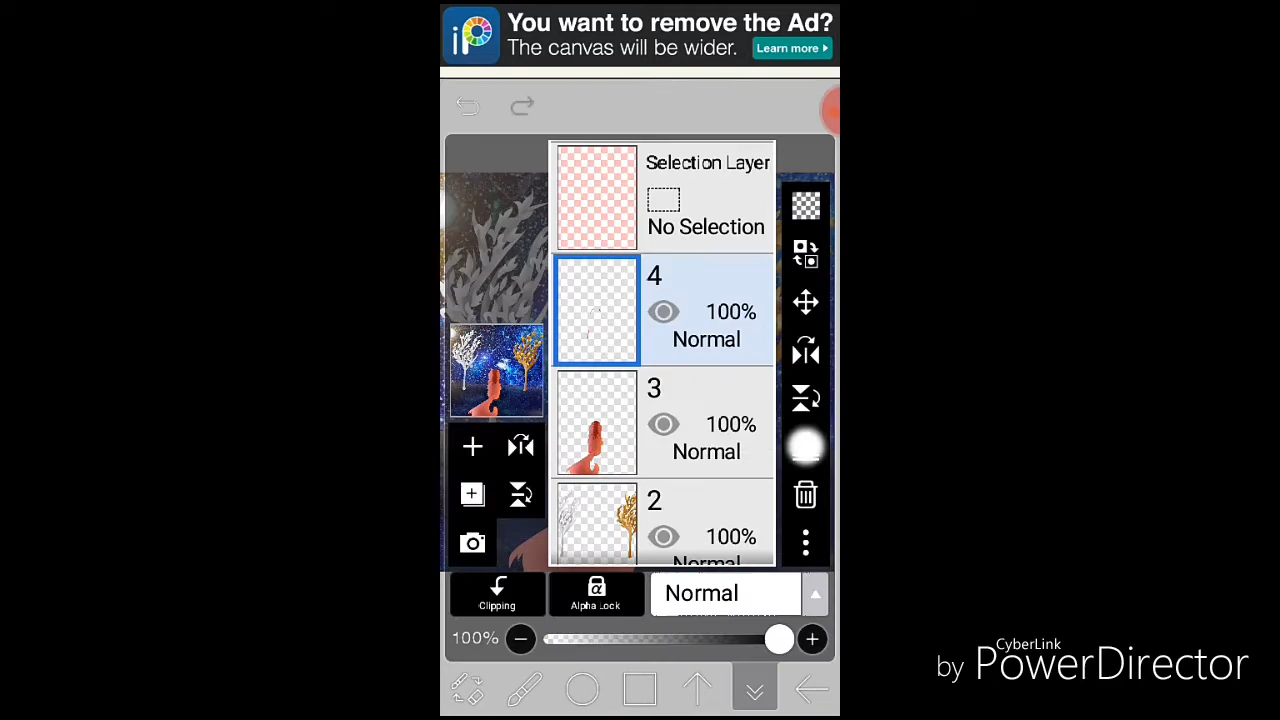 iP
You want to remove the Ad?
The canvas will be wider.
Learn more
Selection Layer
No Selection
4
100%
Normal
3
100%
Normal
2
100%
Normal
Clipping
α
Alpha Lock
Normal
100%
CyberLink
by PowerDirector